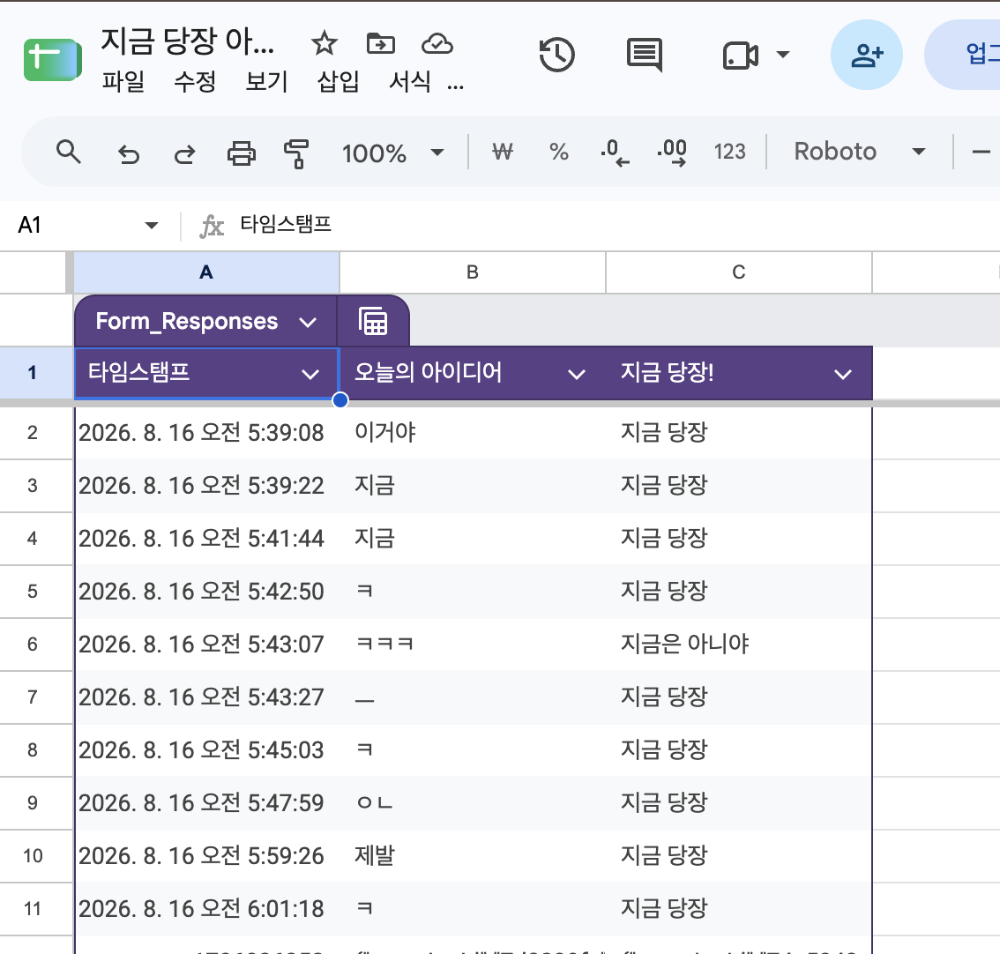 지금 당장 아...
파일 수정 보기 삽입 서식 ...
100% ₩ % .0 .00 123 Roboto
A1 fx 타임스탬프
A B C
Form_Responses
1 타임스탬프 오늘의 아이디어 지금 당장!
2 2026. 8. 16 오전 5:39:08 이거야 지금 당장
3 2026. 8. 16 오전 5:39:22 지금 지금 당장
4 2026. 8. 16 오전 5:41:44 지금 지금 당장
5 2026. 8. 16 오전 5:42:50 ㅋ 지금 당장
6 2026. 8. 16 오전 5:43:07 ㅋㅋㅋ 지금은 아니야
7 2026. 8. 16 오전 5:43:27 ㅡ 지금 당장
8 2026. 8. 16 오전 5:45:03 ㅋ 지금 당장
9 2026. 8. 16 오전 5:47:59 ㅇㄴ 지금 당장
10 2026. 8. 16 오전 5:59:26 제발 지금 당장
11 2026. 8. 16 오전 6:01:18 ㅋ 지금 당장